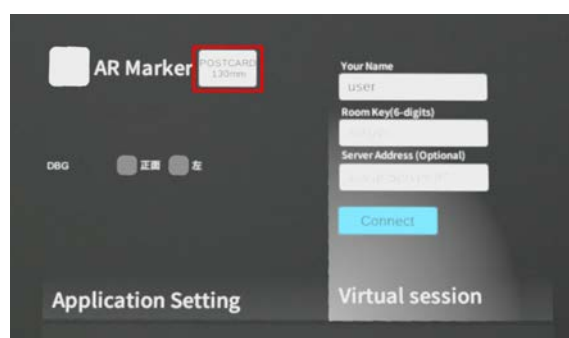 AR Marker
POSTCARD
130mm
DBG
正面
左
Application Setting
Your Name
user
Room Key(6-digits)
Server Address (Optional)
Connect
Virtual session